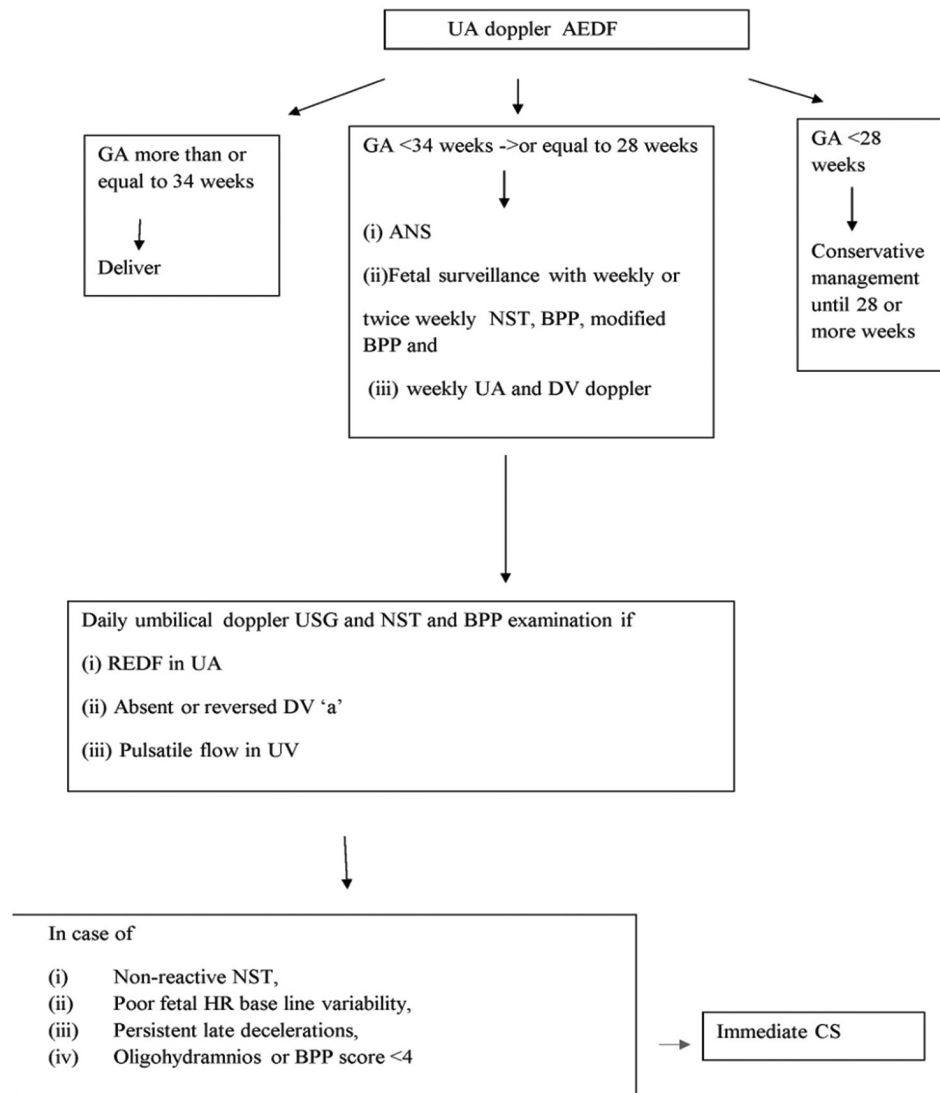 UA doppler AEDF
GA more than or
equal to 34 weeks
Deliver
GA <34 weeks ->or equal to 28 weeks
(i) ANS
(ii)Fetal surveillance with weekly or
twice weekly NST, BPP, modified
BPP and
(iii) weekly UA and DV doppler
GA <28
weeks
Conservative
management
until 28 or
more weeks
Daily umbilical doppler USG and NST and BPP examination if
(i) REDF in UA
(ii) Absent or reversed DV ‘a’
(iii) Pulsatile flow in UV
In case of
(i) Non-reactive NST,
(ii) Poor fetal HR base line variability,
(iii) Persistent late decelerations,
(iv) Oligohydramnios or BPP score <4
Immediate CS